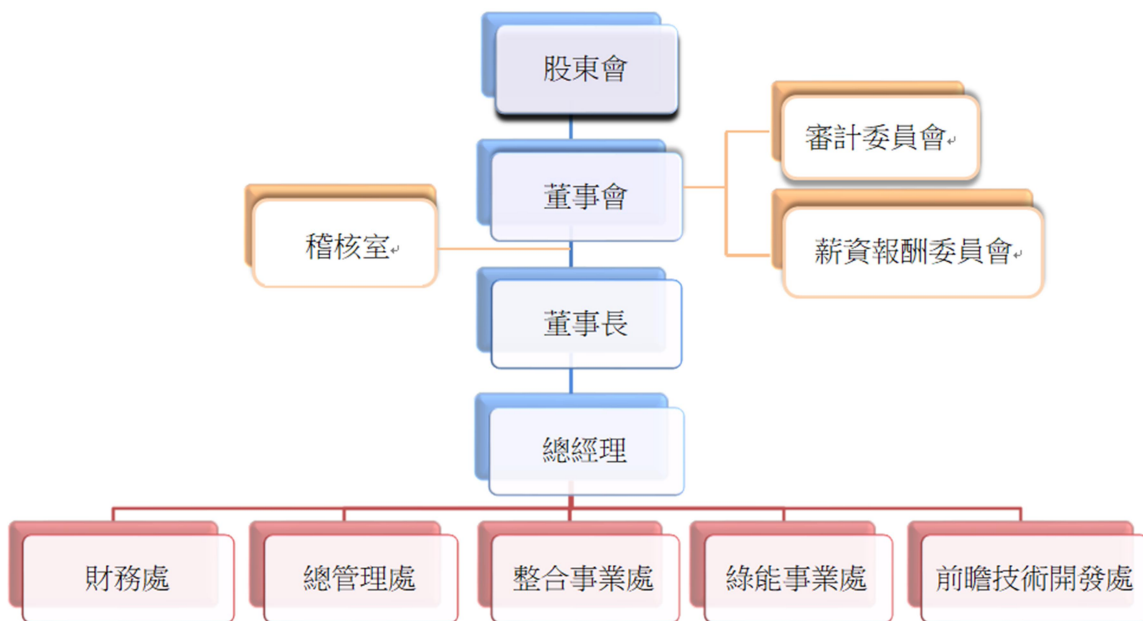 股東會
審計委員會
董事會
稽核室
薪資報酬委員會
董事長
總經理
財務處
總管理處
整合事業處
綠能事業處
前瞻技術開發處